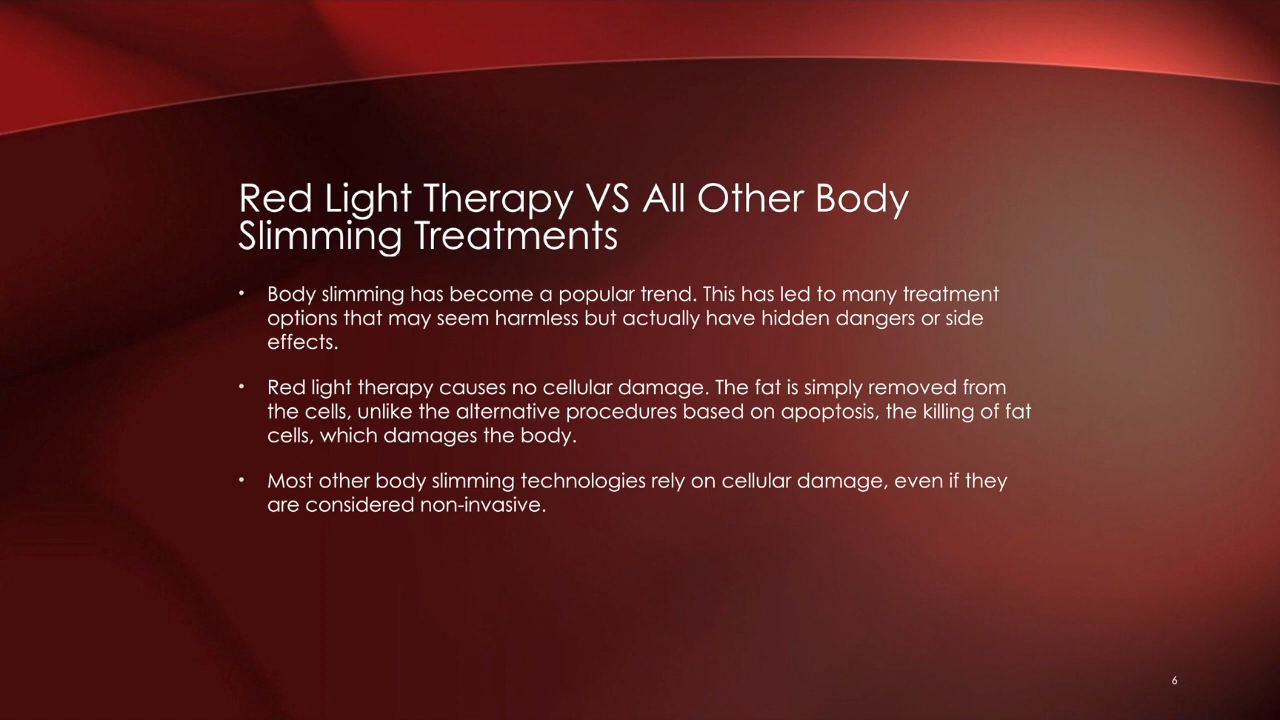 Red Light Therapy VS All Other Body
Slimming Treatments
• Body slimming has become a popular trend. This has led to many treatment
options that may seem harmless but actually have hidden dangers or side
effects.
• Red light therapy causes no cellular damage. The fat is simply removed from
the cells, unlike the alternative procedures based on apoptosis, the killing of fat
cells, which damages the body.
• Most other body slimming technologies rely on cellular damage, even if they
are considered non-invasive.
6